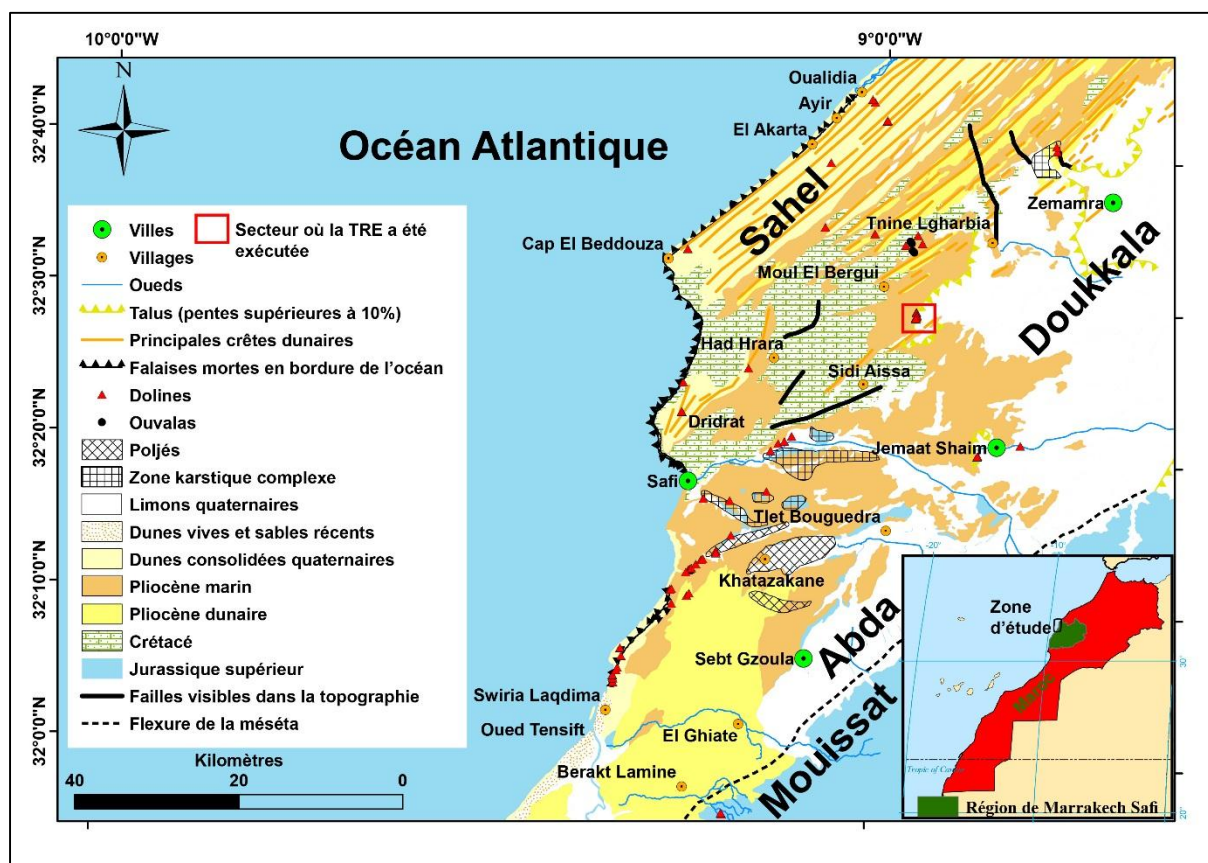 10°0'0"W
9°0'0"W
N
32°40'0"N
32°30'0"N
32°20'0"N
32°10'0"N
32°0'0"N
Océan Atlantique
Oualidia
Ayir
El Akarta
Sahel
Cap El Beddouza
Tnine Lgharbia
Zemamra
Moul El Bergui
Doukkala
Had Hrara
Sidi Aissa
Dridrat
Jemaat Shaim
Safi
Tlet Bouguedra
Khatazakane
Abda
Sebt Gzoula
Mouissat
Swiria Laqdima
Oued Tensift
El Ghiate
Berakt Lamine
Villes
Secteur où la TRE a été
exécutée
Villages
Oueds
Talus (pentes supérieures à 10%)
Principales crêtes dunaires
Falaises mortes en bordure de l'océan
Dolines
Ouvalas
Poljés
Zone karstique complexe
Limons quaternaires
Dunes vives et sables récents
Dunes consolidées quaternaires
Pliocène marin
Pliocène dunaire
Crétacé
Jurassique supérieur
Failles visibles dans la topographie
Flexure de la méséta
Kilomètres
40 20 0
-20°
-10°
Zone
d'étude
30°
Maroc
20°
Région de Marrakech Safi